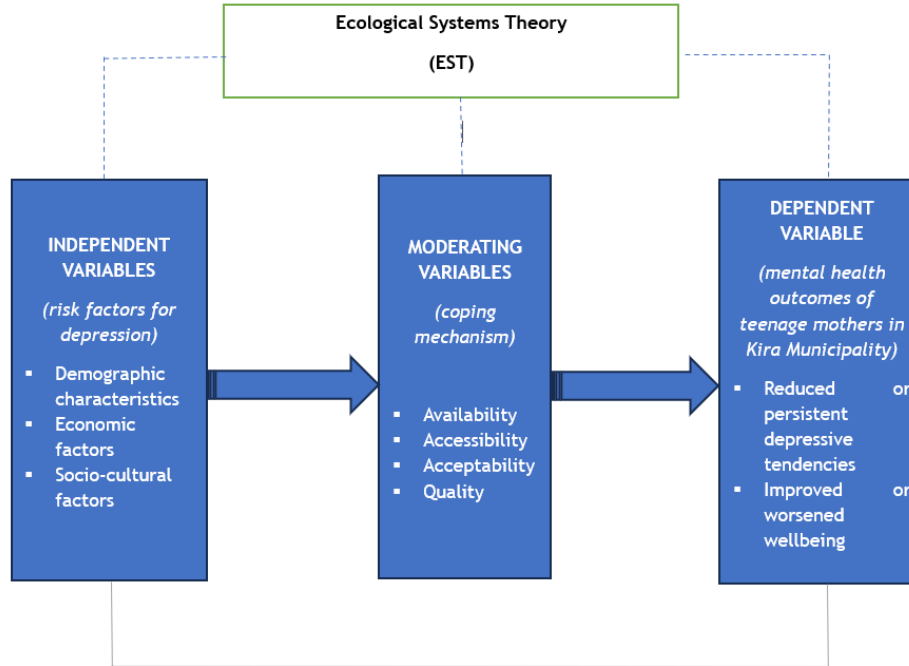 Ecological Systems Theory
(EST)
INDEPENDENT
VARIABLES
(risk factors for
depression)
▪ Demographic
characteristics
▪ Economic
factors
▪ Socio-cultural
factors
MODERATING
VARIABLES
(coping
mechanism)
▪ Availability
▪ Accessibility
▪ Acceptability
▪ Quality
DEPENDENT
VARIABLE
(mental health
outcomes of
teenage mothers in
Kira Municipality)
▪ Reduced or
persistent
depressive
tendencies
▪ Improved or
worsened
wellbeing